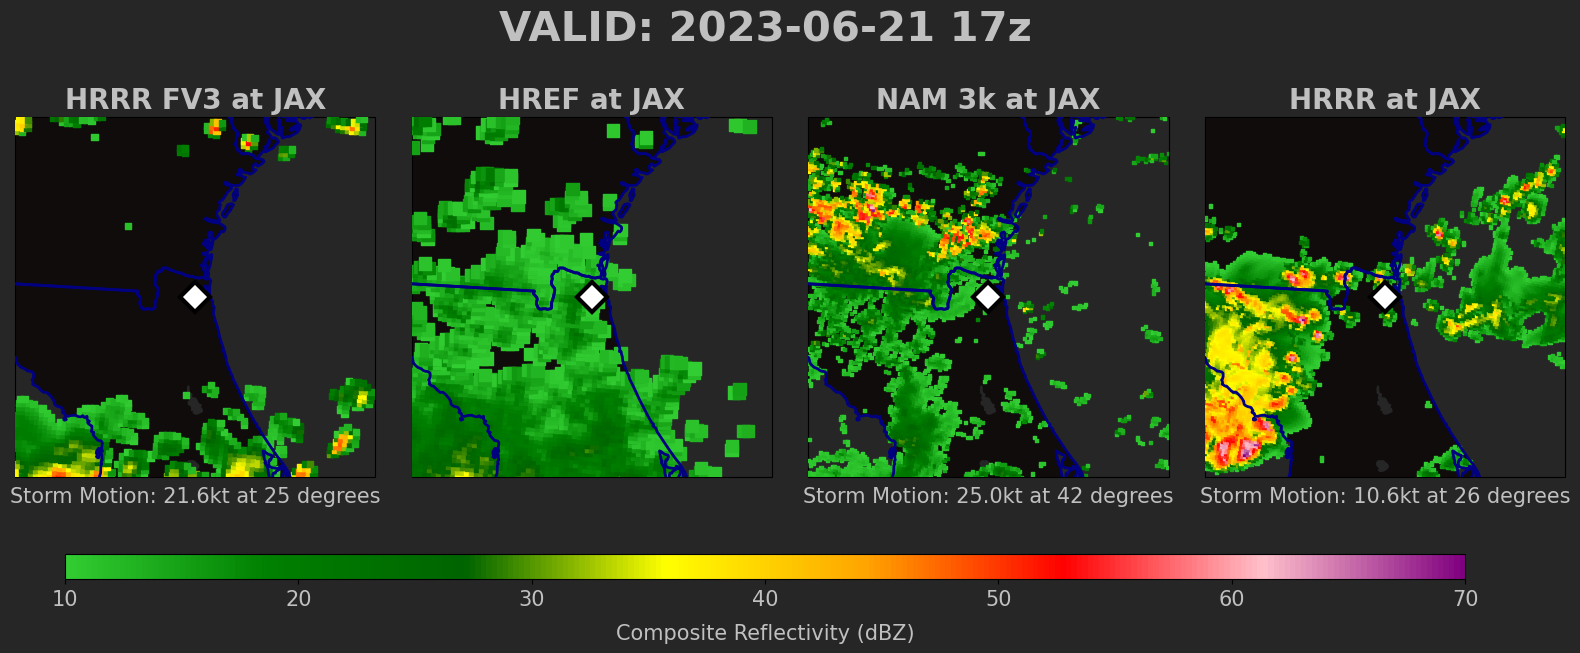 VALID: 2023-06-21 17z
HRRR FV3 at JAX
HREF at JAX
NAM 3k at JAX
HRRR at JAX
Storm Motion: 21.6kt at 25 degrees
Storm Motion: 25.0kt at 42 degrees
Storm Motion: 10.6kt at 26 degrees
10 20 30 40 50 60 70
Composite Reflectivity (dBZ)